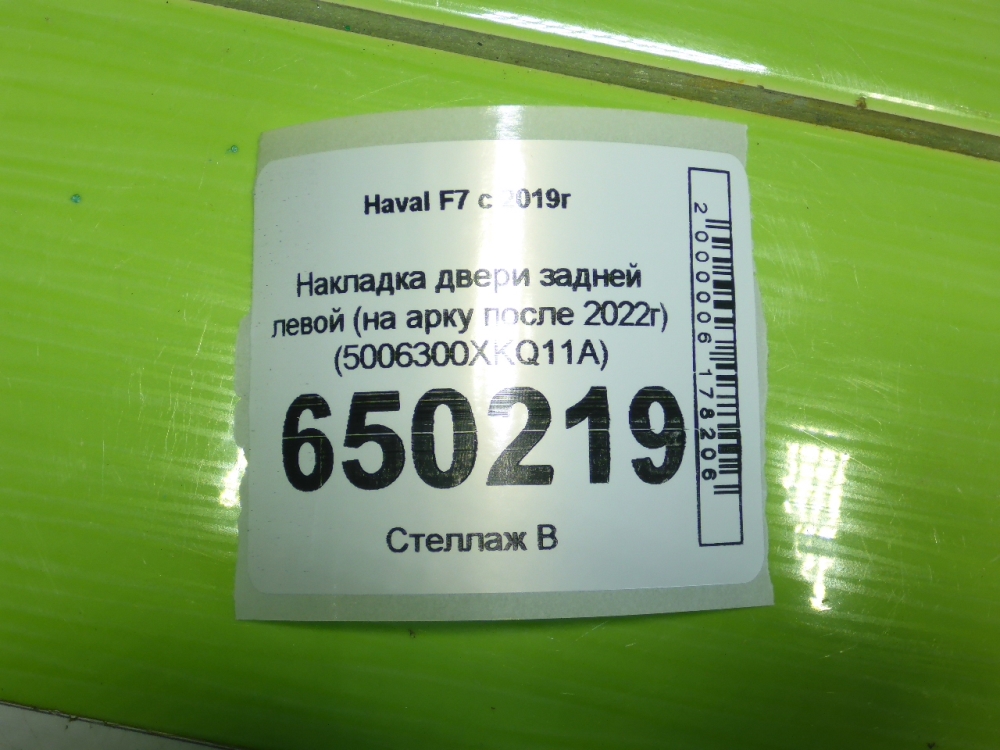 Haval F7 с 2019г
Накладка двери задней
левой (на арку после 2022г)
(5006300XKQ11A)
650219
Стеллаж В
2000006178206